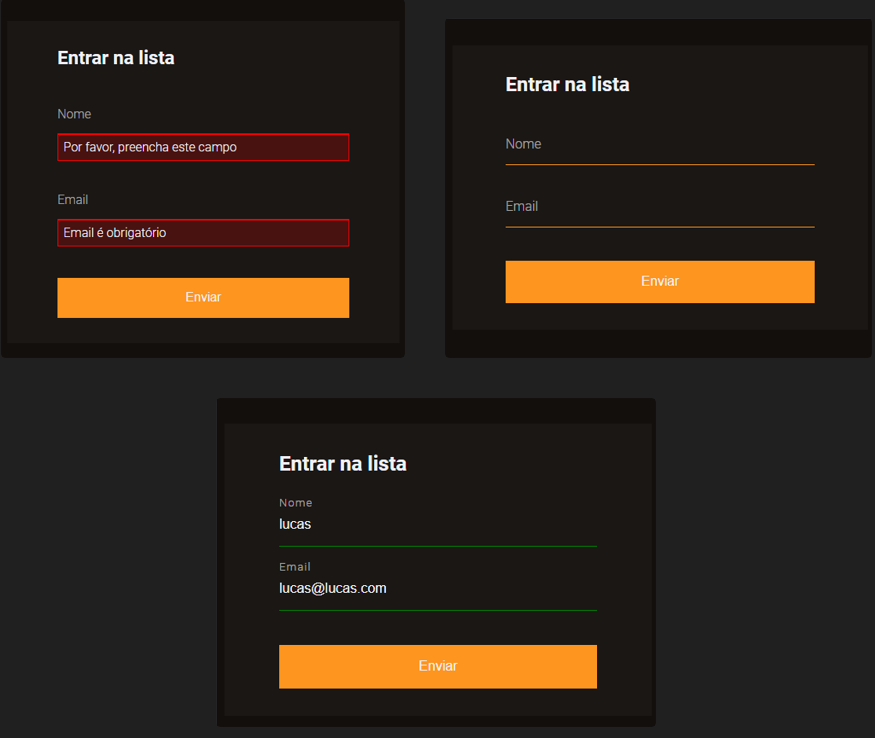 Entrar na lista
Nome
Por favor, preencha este campo
Email
Email é obrigatório
Enviar
Entrar na lista
Nome
Email
Enviar
Entrar na lista
Nome
lucas
Email
lucas@lucas.com
Enviar